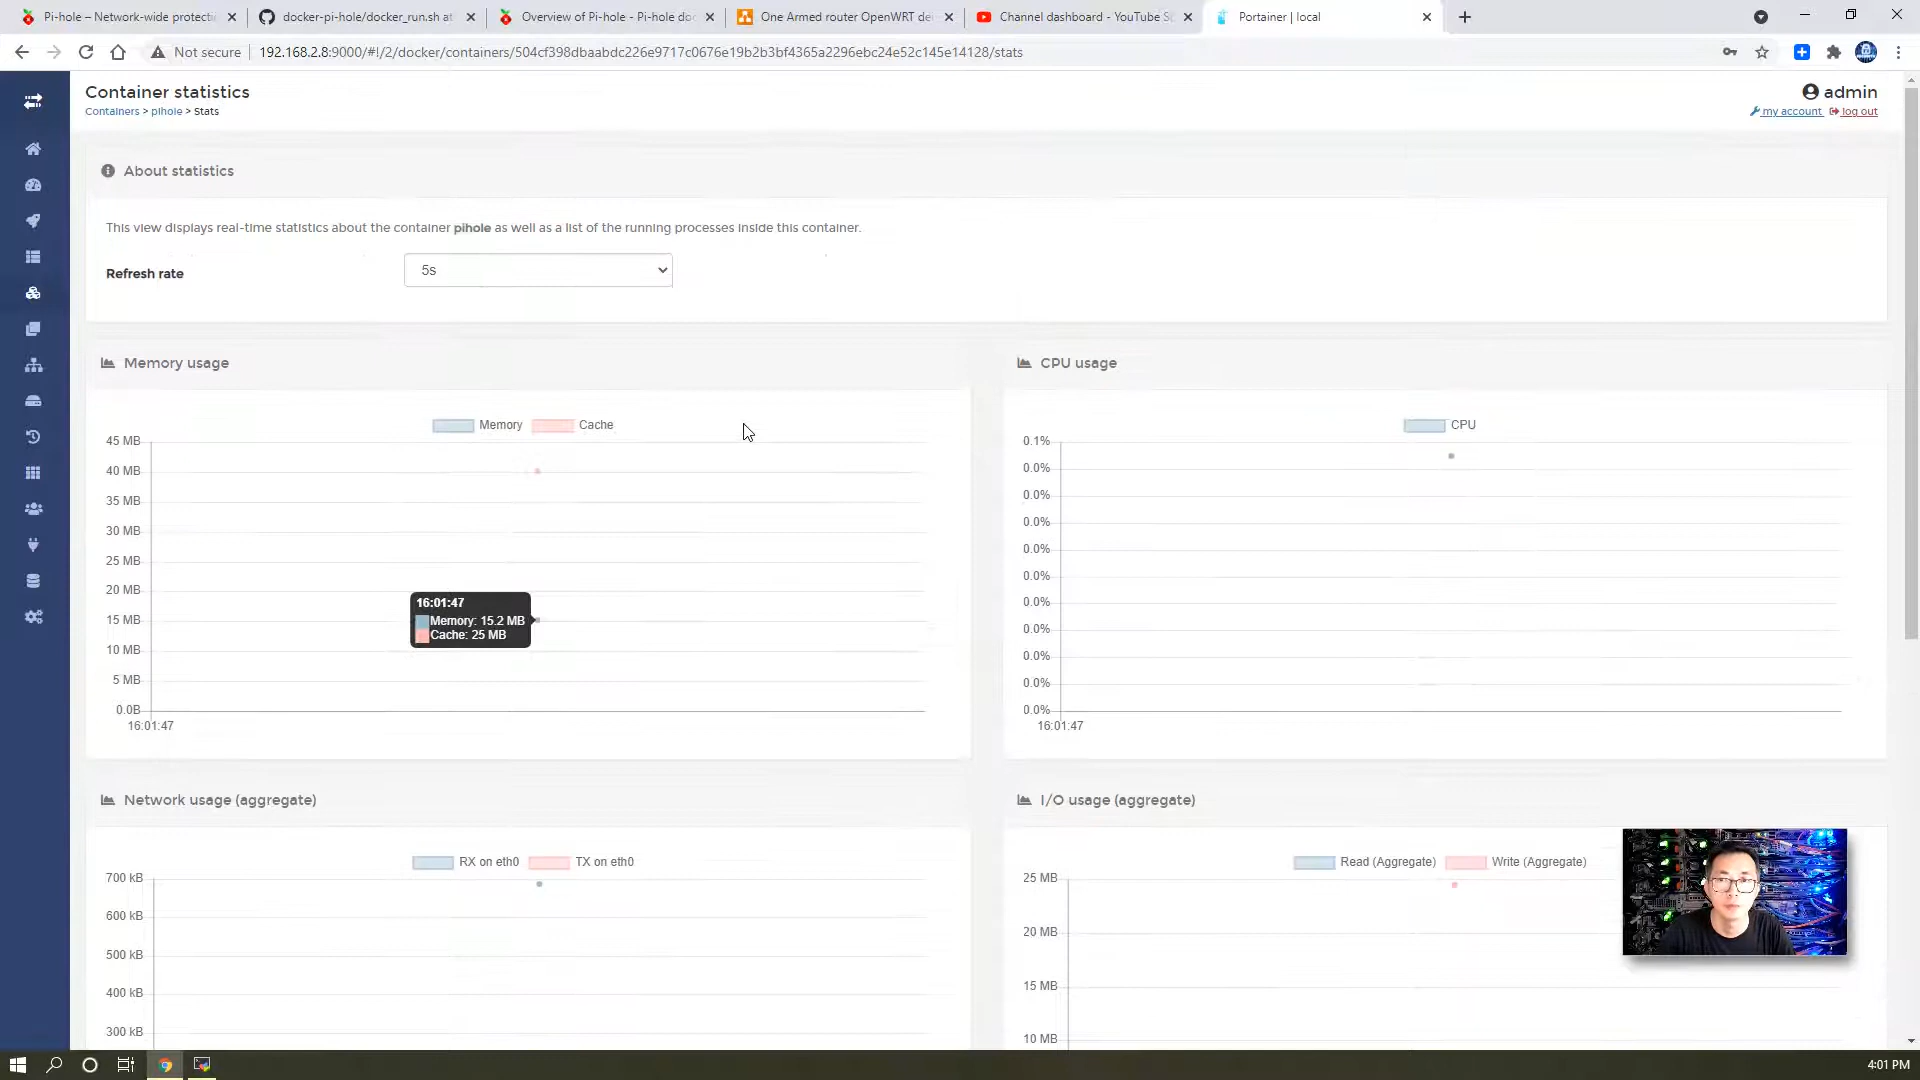 Pi-hole – Network-wide protecti
docker-pi-hole/docker_run.sh at
Overview of Pi-hole - Pi-hole doc
One Armed router OpenWRT de
Channel dashboard - YouTube St
Portainer | local
Not secure
192.168.2.8:9000/#!/2/docker/containers/504cf398dbaabdc226e9717c0676e19b2b3bf4365a2296ebc24e52c145e14128/stats
Container statistics
Containers > pihole > Stats
admin
my account log out
About statistics
This view displays real-time statistics about the container pihole as well as a list of the running processes inside this container.
Refresh rate
5s
Memory usage
Memory Cache
45 MB
40 MB
35 MB
30 MB
25 MB
20 MB
15 MB
10 MB
5 MB
0.0B
16:01:47
16:01:47
Memory: 15.2 MB
Cache: 25 MB
CPU usage
CPU
0.1%
0.0%
0.0%
0.0%
0.0%
0.0%
0.0%
0.0%
0.0%
0.0%
0.0%
16:01:47
Network usage (aggregate)
RX on eth0 TX on eth0
700 kB
600 kB
500 kB
400 kB
300 kB
I/O usage (aggregate)
Read (Aggregate) Write (Aggregate)
25 MB
20 MB
15 MB
10 MB
4:01 PM